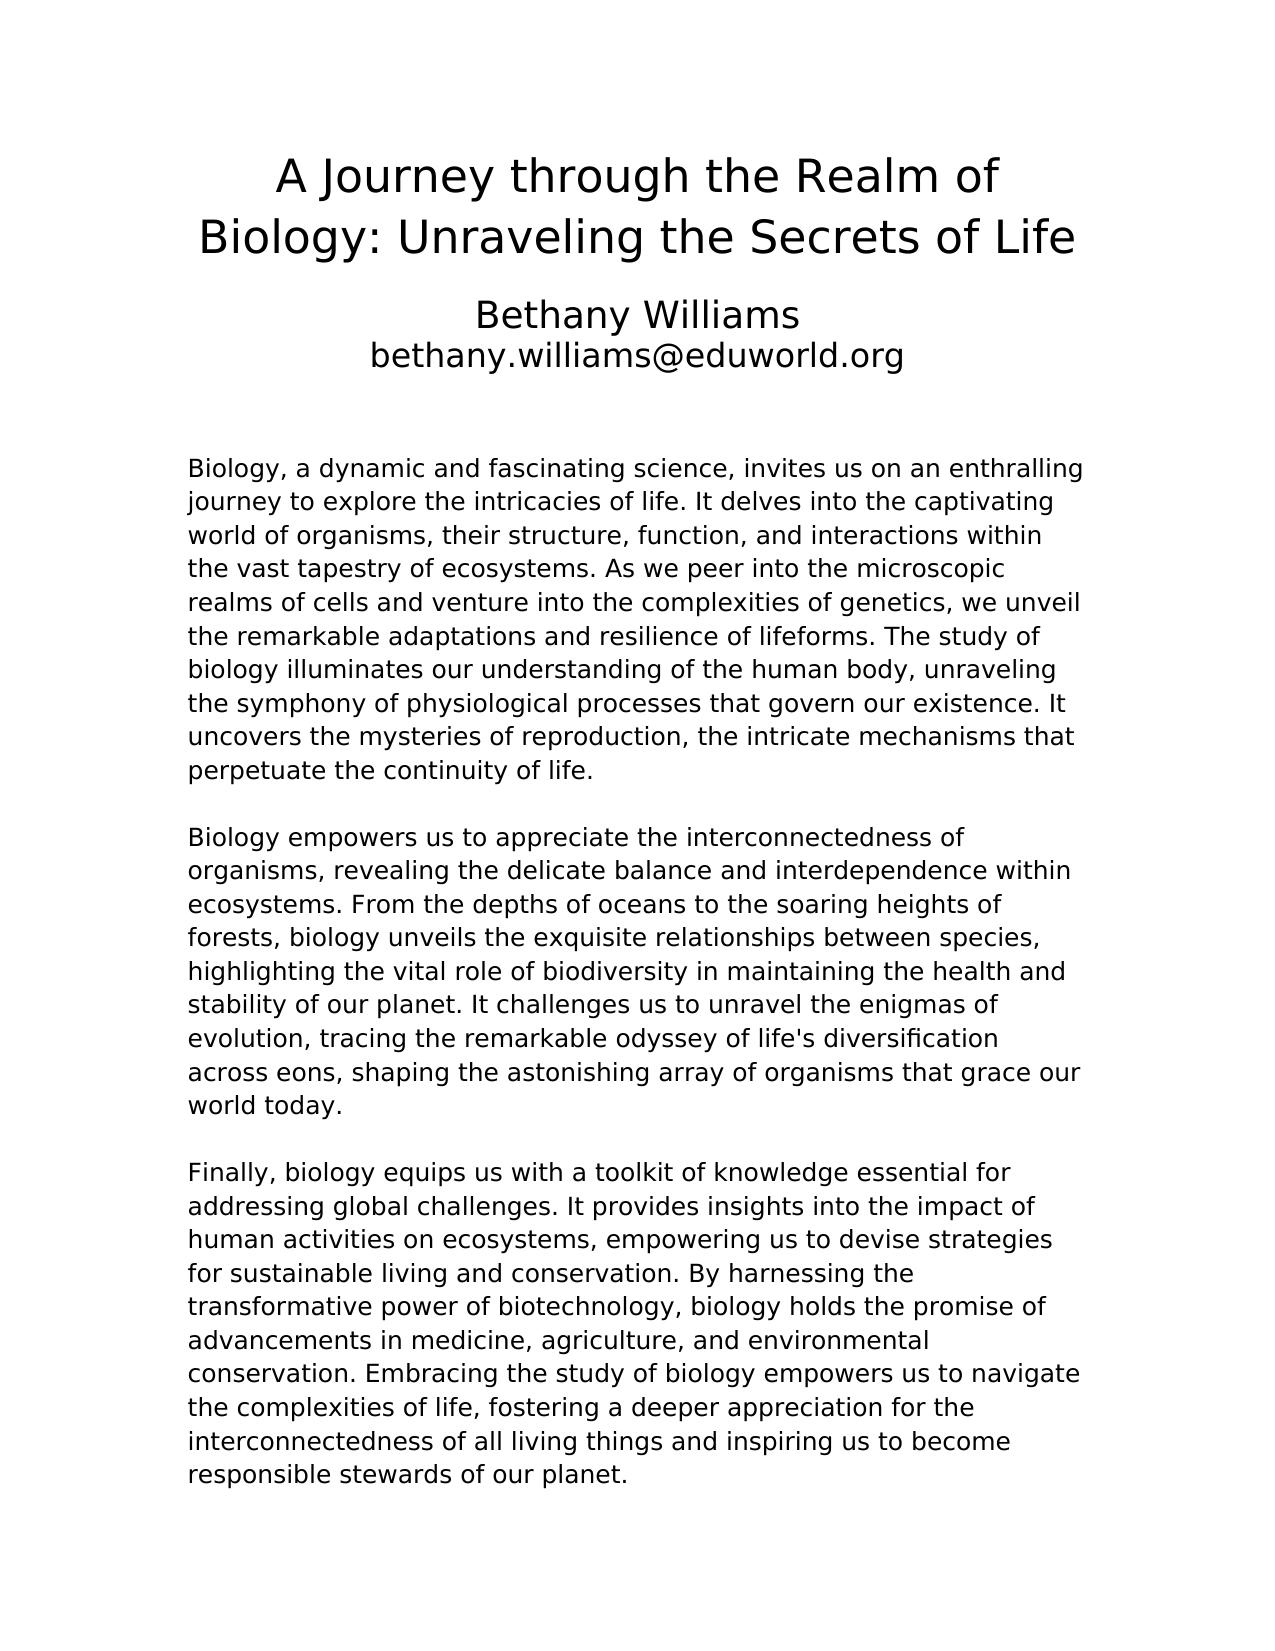 A Journey through the Realm of
Biology: Unraveling the Secrets of Life
Bethany Williams
bethany.williams@eduworld.org
Biology, a dynamic and fascinating science, invites us on an enthralling
journey to explore the intricacies of life. It delves into the captivating
world of organisms, their structure, function, and interactions within
the vast tapestry of ecosystems. As we peer into the microscopic
realms of cells and venture into the complexities of genetics, we unveil
the remarkable adaptations and resilience of lifeforms. The study of
biology illuminates our understanding of the human body, unraveling
the symphony of physiological processes that govern our existence. It
uncovers the mysteries of reproduction, the intricate mechanisms that
perpetuate the continuity of life.
Biology empowers us to appreciate the interconnectedness of
organisms, revealing the delicate balance and interdependence within
ecosystems. From the depths of oceans to the soaring heights of
forests, biology unveils the exquisite relationships between species,
highlighting the vital role of biodiversity in maintaining the health and
stability of our planet. It challenges us to unravel the enigmas of
evolution, tracing the remarkable odyssey of life's diversification
across eons, shaping the astonishing array of organisms that grace our
world today.
Finally, biology equips us with a toolkit of knowledge essential for
addressing global challenges. It provides insights into the impact of
human activities on ecosystems, empowering us to devise strategies
for sustainable living and conservation. By harnessing the
transformative power of biotechnology, biology holds the promise of
advancements in medicine, agriculture, and environmental
conservation. Embracing the study of biology empowers us to navigate
the complexities of life, fostering a deeper appreciation for the
interconnectedness of all living things and inspiring us to become
responsible stewards of our planet.